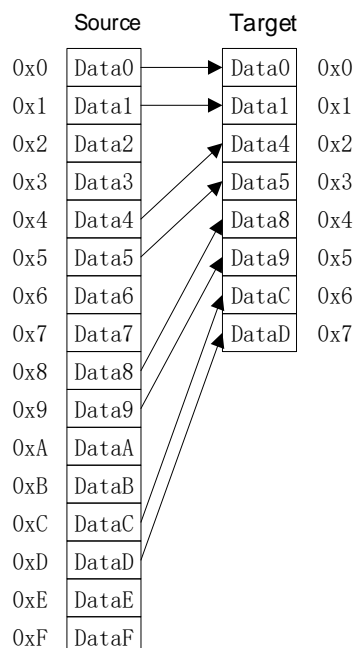 Source Target
0x0 Data0 Data0 0x0
0x1 Data1 Data1 0x1
0x2 Data2 Data4 0x2
0x3 Data3 Data5 0x3
0x4 Data4 Data8 0x4
0x5 Data5 Data9 0x5
0x6 Data6 DataC 0x6
0x7 Data7 DataD 0x7
0x8 Data8
0x9 Data9
0xA DataA
0xB DataB
0xC DataC
0xD DataD
0xE DataE
0xF DataF